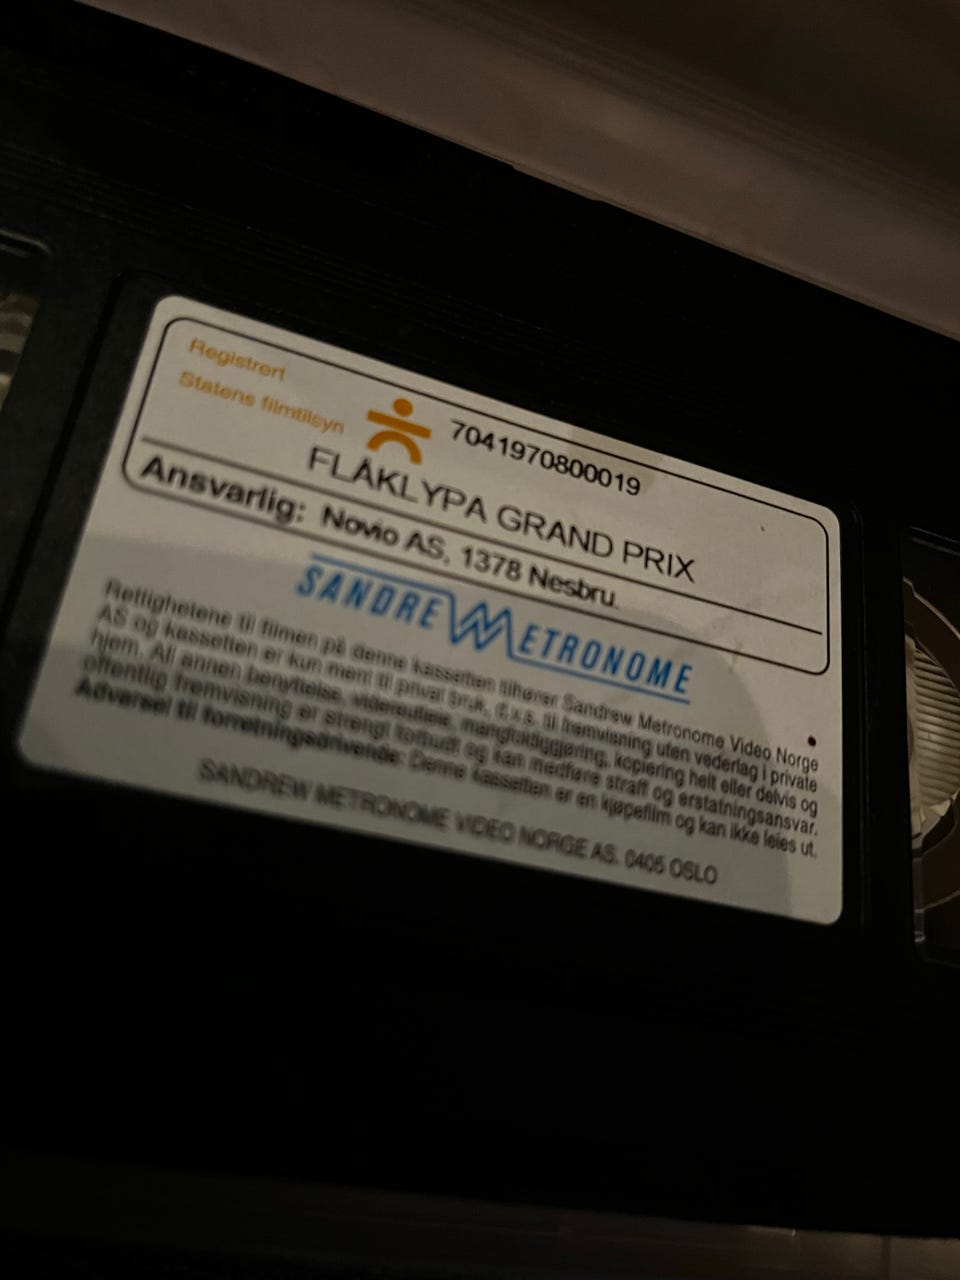 Registrert
Statens filmtilsyn
7041970800019
FLÅKLYPA GRAND PRIX
Ansvarlig: Novio AS, 1378 Nesbru.
SANDREW METRONOME
Rettighetene til filmen på denne kassetten tilhører Sandrew Metronome Video Norge
AS og kassetten er kun ment til privat bruk, d.v.s. til fremvisning uten vederlag i private
hjem. All annen benyttelse, videreutleie, mangfoldiggjøring, kopiering helt eller delvis og
offentlig fremvisning er strengt forbudt og kan medføre straff og erstatningsansvar.
Advarsel til forretningsdrivende: Denne kassetten er en kjøpefilm og kan ikke leies ut.
SANDREW METRONOME VIDEO NORGE AS. 0405 OSLO